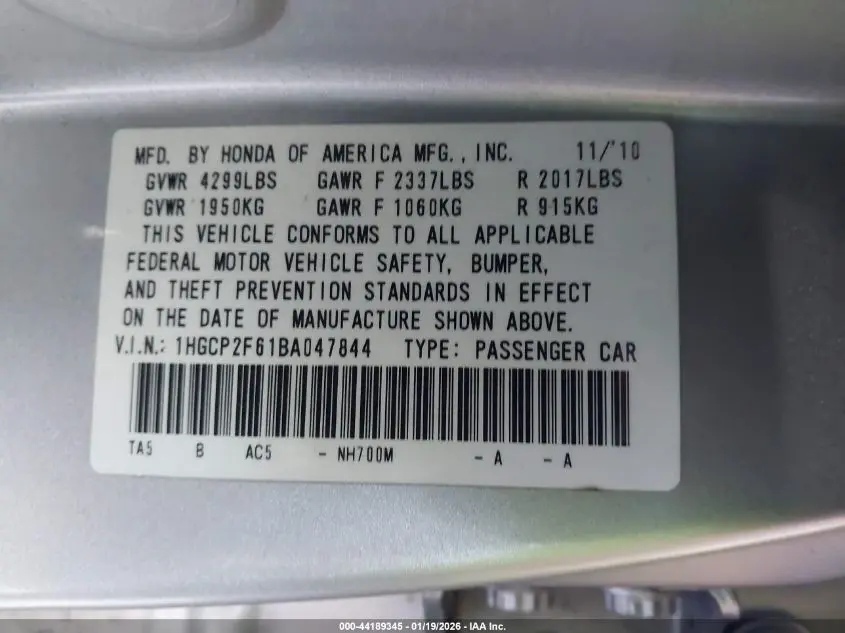 MFD. BY HONDA OF AMERICA MFG., INC. 11/'10
GVWR 4299LBS GAWR F 2337LBS R 2017LBS
GVWR 1950KG GAWR F 1060KG R 915KG
THIS VEHICLE CONFORMS TO ALL APPLICABLE
FEDERAL MOTOR VEHICLE SAFETY, BUMPER,
AND THEFT PREVENTION STANDARDS IN EFFECT
ON THE DATE OF MANUFACTURE SHOWN ABOVE.
V.I.N.: 1HGCP2F61BA047844 TYPE: PASSENGER CAR
TA5 B AC5 - NH700M - A - A
000-44189345 - 01/19/2026 - IAA Inc.